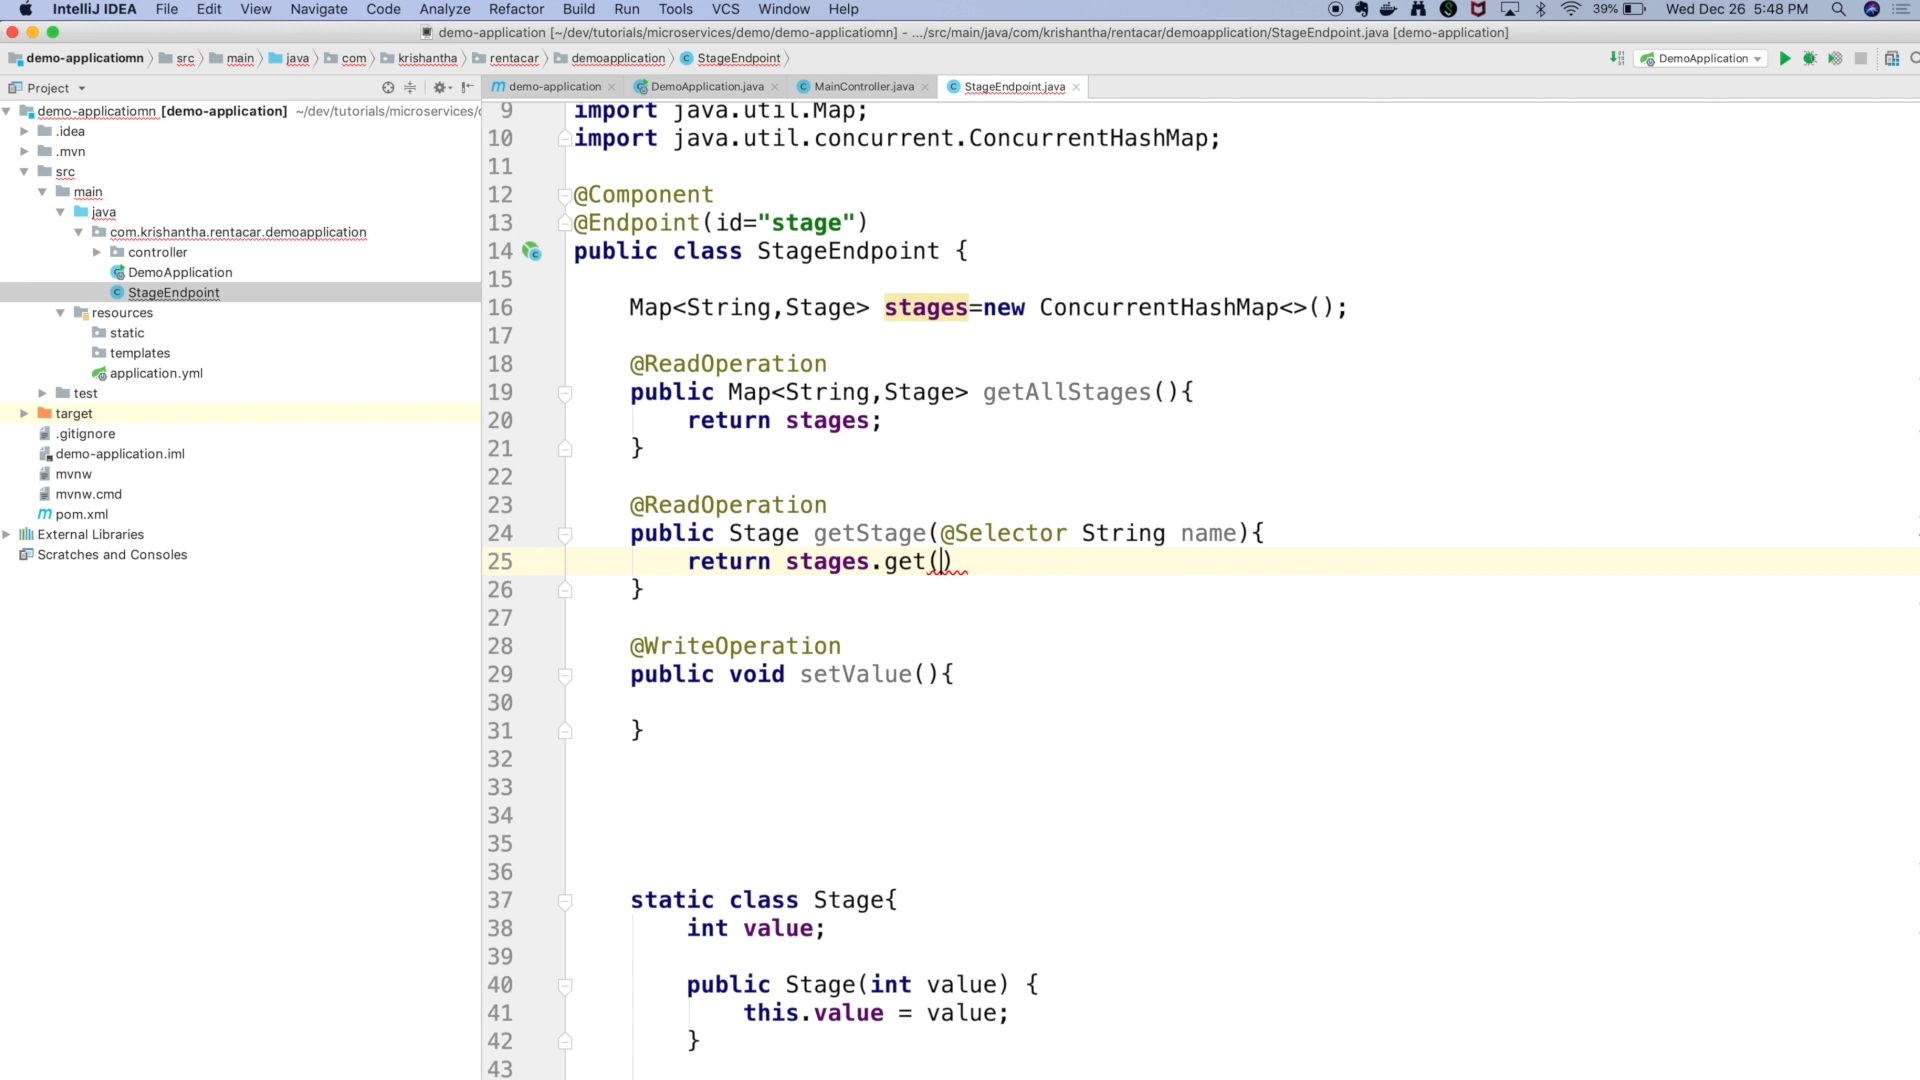 IntelliJ IDEA File Edit View Navigate Code Analyze Refactor Build Run Tools VCS Window Help 39% Wed Dec 26 5:48 PM
demo-application [~/dev/tutorials/microservices/demo/demo-applicatiomn] - .../src/main/java/com/krishantha/rentacar/demoapplication/StageEndpoint.java [demo-application]
demo-applicatiomn src main java com krishantha rentacar demoapplication StageEndpoint DemoApplication
Project
demo-application DemoApplication.java MainController.java StageEndpoint.java
demo-applicatiomn [demo-application] ~/dev/tutorials/microservices/
.idea
.mvn
src
main
java
com.krishantha.rentacar.demoapplication
controller
DemoApplication
StageEndpoint
resources
static
templates
application.yml
test
target
.gitignore
demo-application.iml
mvnw
mvnw.cmd
pom.xml
External Libraries
Scratches and Consoles
9 import java.util.Map;
10 import java.util.concurrent.ConcurrentHashMap;
11
12 @Component
13 @Endpoint(id="stage")
14 public class StageEndpoint {
15
16 Map<String,Stage> stages=new ConcurrentHashMap<>();
17
18 @ReadOperation
19 public Map<String,Stage> getAllStages(){
20 return stages;
21 }
22
23 @ReadOperation
24 public Stage getStage(@Selector String name){
25 return stages.get()
26 }
27
28 @WriteOperation
29 public void setValue(){
30
31 }
32
33
34
35
36
37 static class Stage{
38 int value;
39
40 public Stage(int value) {
41 this.value = value;
42 }
43